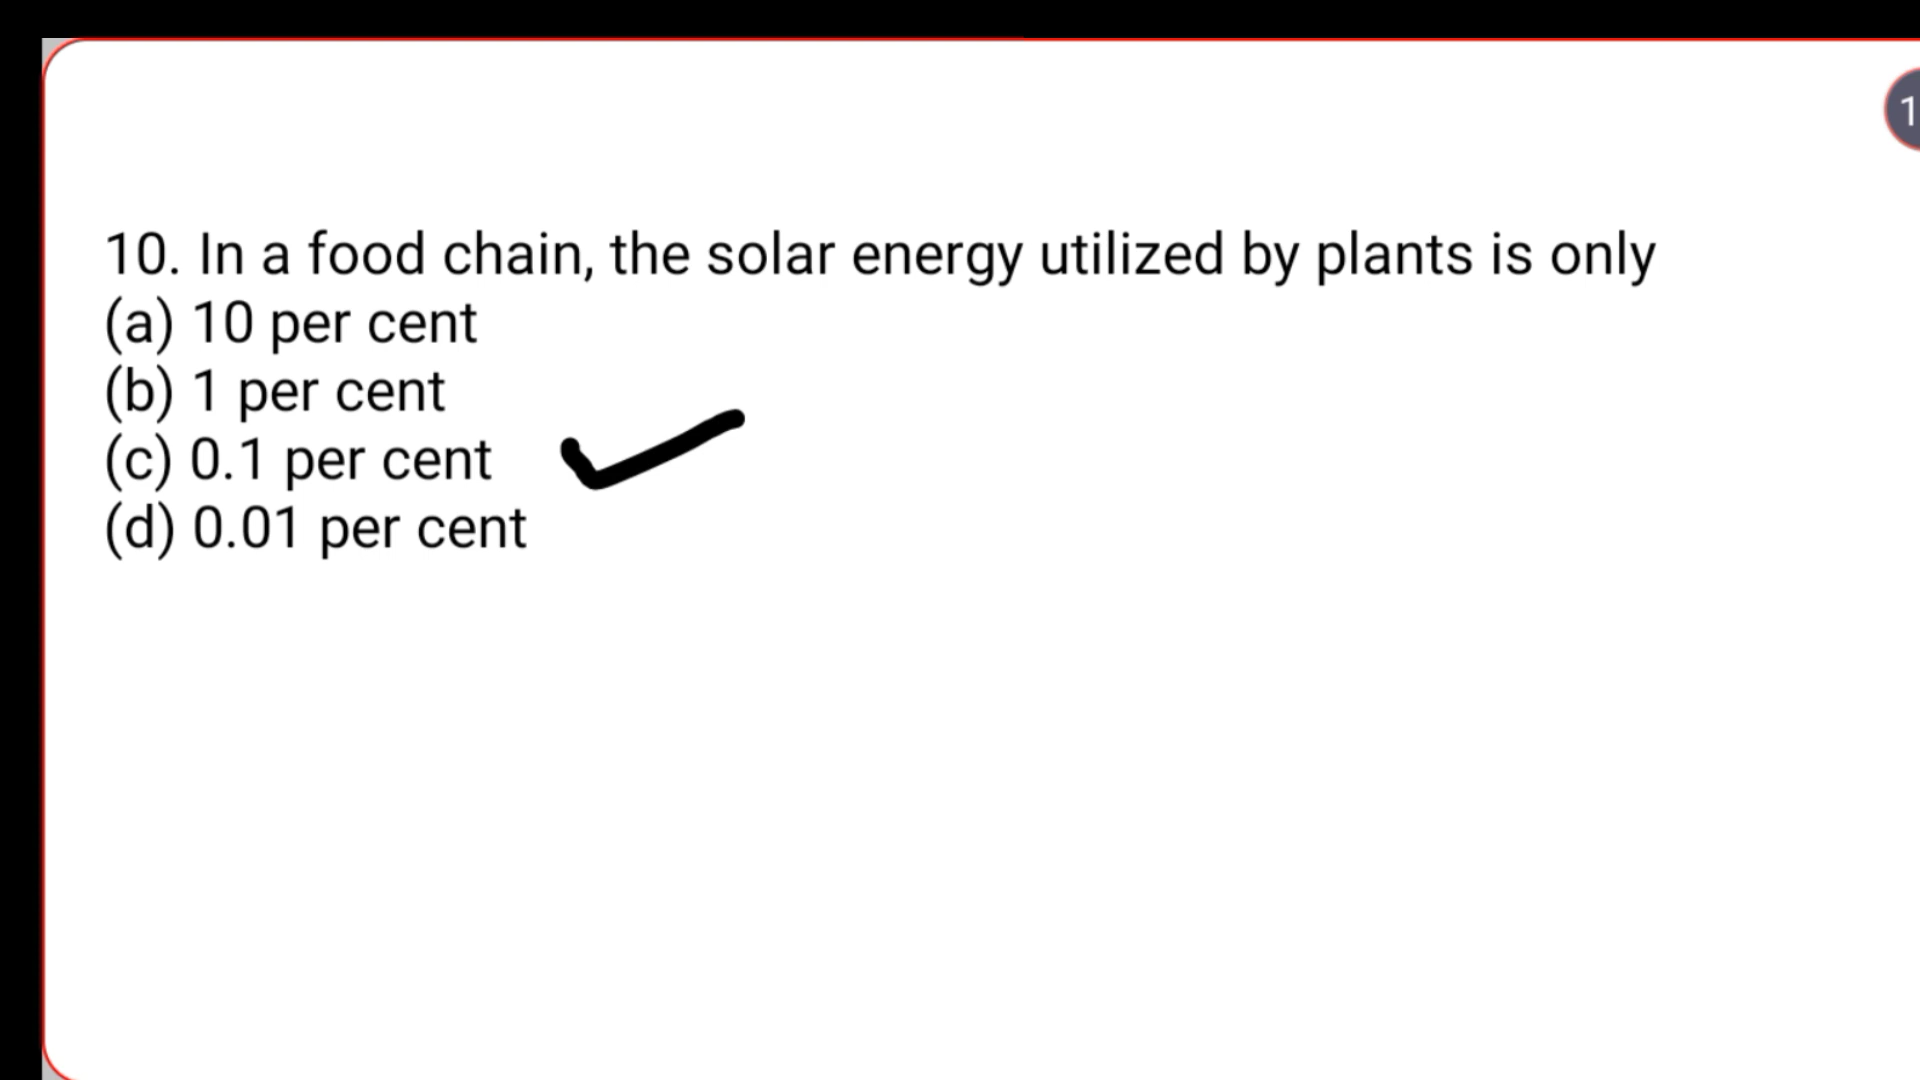 1
10. In a food chain, the solar energy utilized by plants is only
(a) 10 per cent
(b) 1 per cent
(c) 0.1 per cent
(d) 0.01 per cent